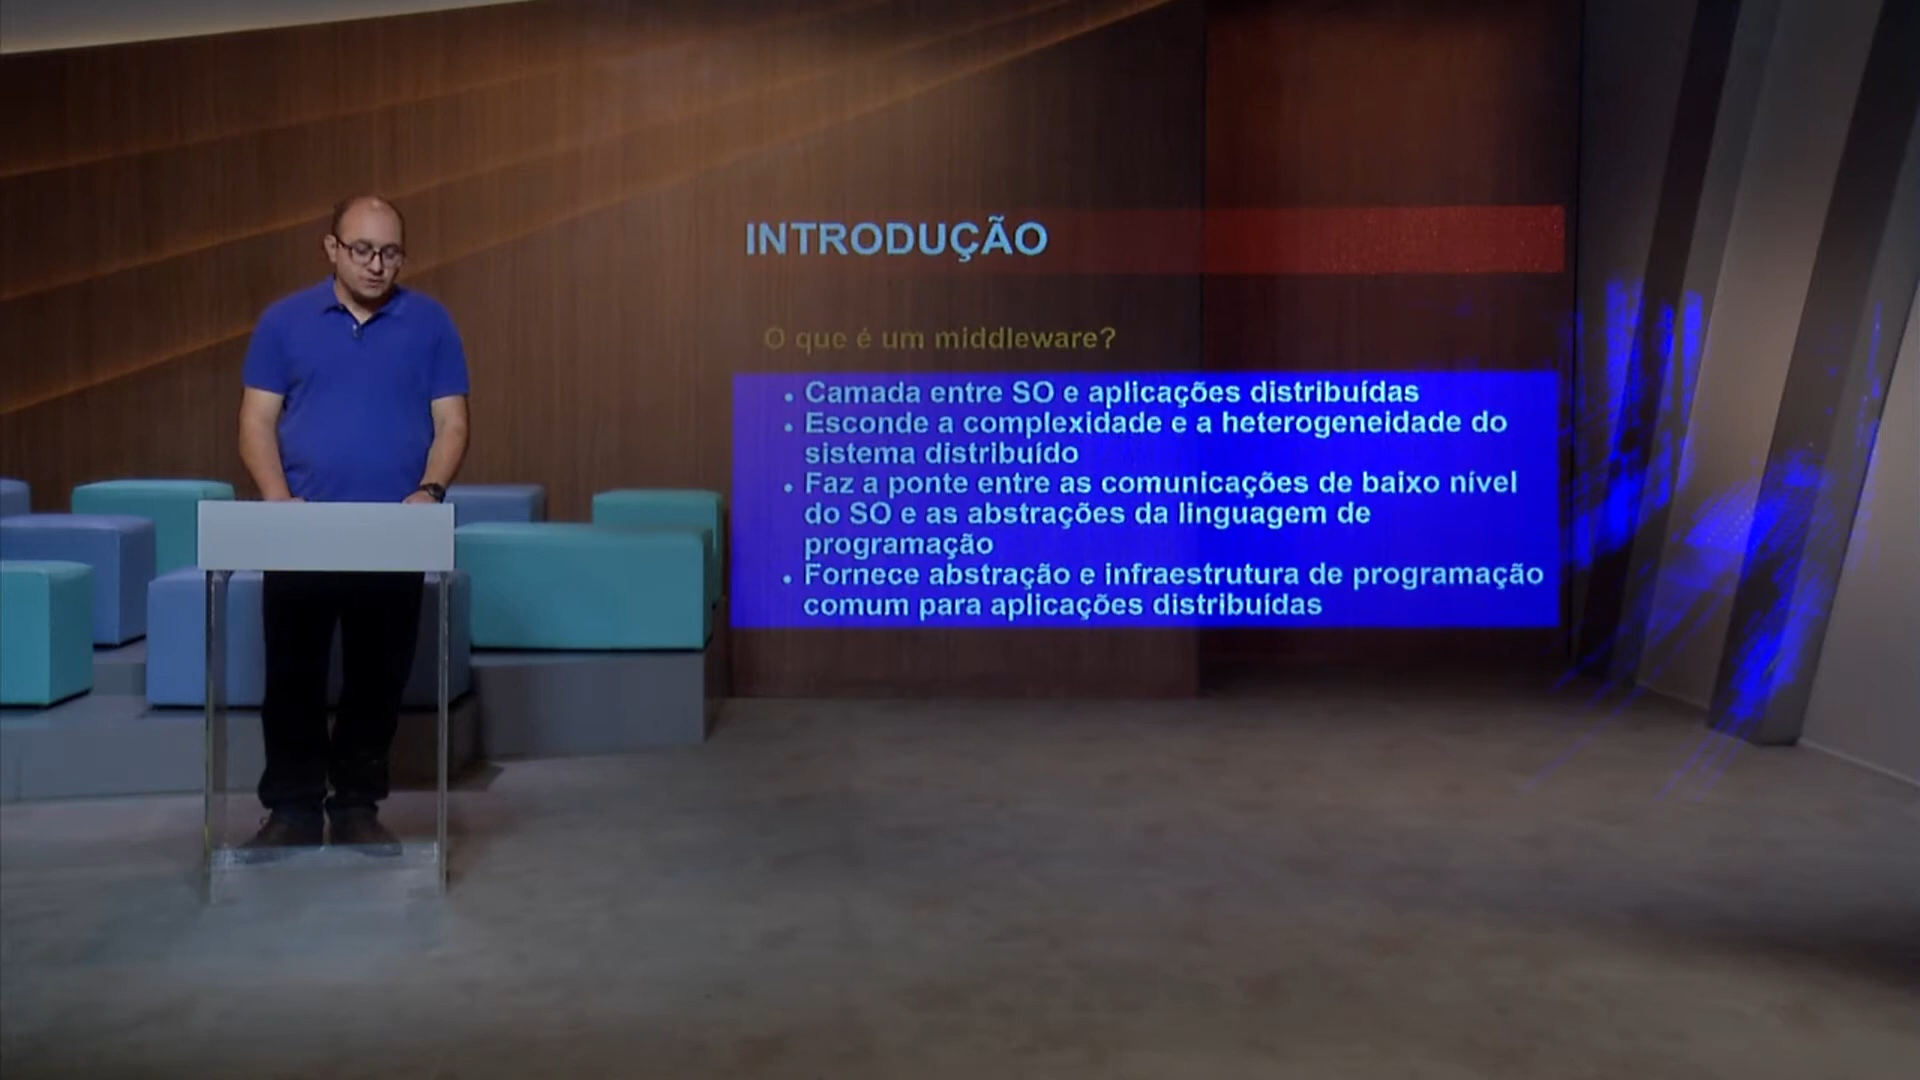 INTRODUÇÃO
O que é um middleware?
• Camada entre SO e aplicações distribuídas
• Esconde a complexidade e a heterogeneidade do
sistema distribuído
• Faz a ponte entre as comunicações de baixo nível
do SO e as abstrações da linguagem de
programação
• Fornece abstração e infraestrutura de programação
comum para aplicações distribuídas